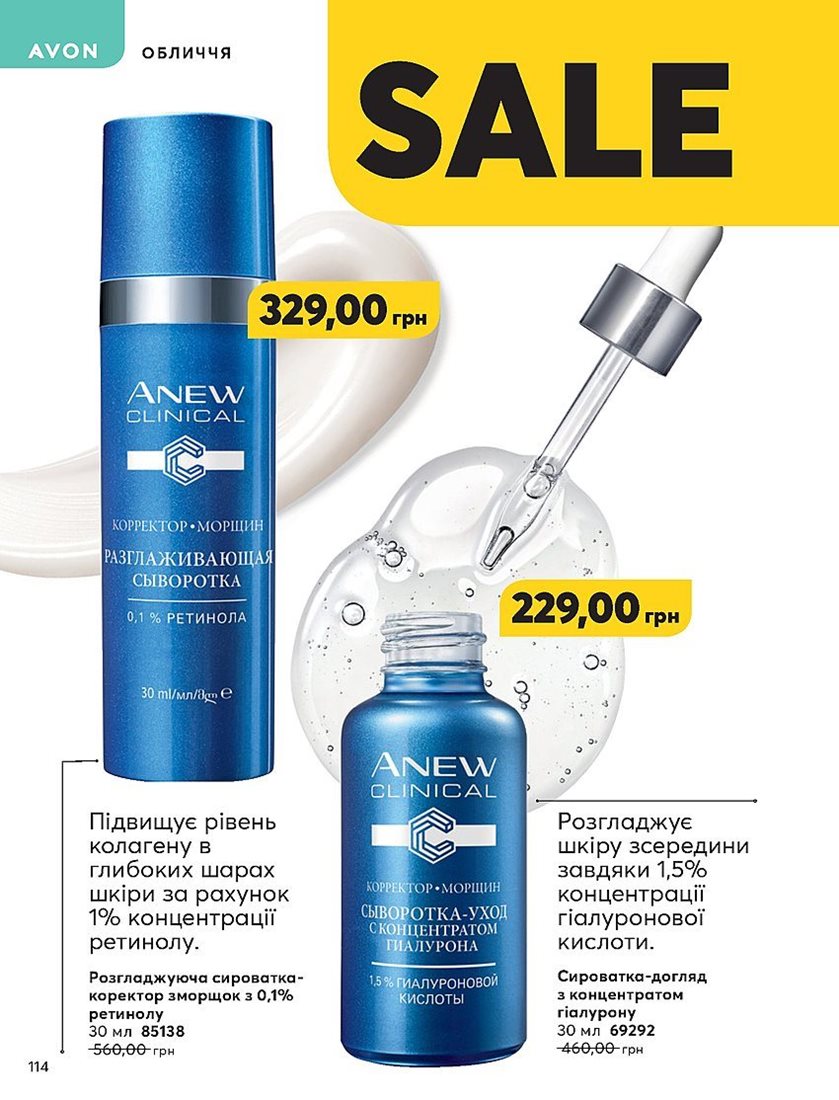 AVON
ОБЛИЧЧЯ
SALE
329,00 грн
ANEW
CLINICAL
КОРРЕКТОР•МОРЩИН
РАЗГЛАЖИВАЮЩАЯ
СЫВОРОТКА
0,1 % РЕТИНОЛА
30 ml/мл/მლ e
229,00 грн
ANEW
CLINICAL
КОРРЕКТОР•МОРЩИН
СЫВОРОТКА-УХОД
С КОНЦЕНТРАТОМ
ГИАЛУРОНА
1,5 % ГИАЛУРОНОВОЙ
КИСЛОТЫ
Підвищує рівень
колагену в
глибоких шарах
шкіри за рахунок
1% концентрації
ретинолу.
Розгладжуюча сироватка-
коректор зморщок з 0,1%
ретинолу
30 мл 85138
560,00 грн
Розгладжує
шкіру зсередини
завдяки 1,5%
концентрації
гіалуронової
кислоти.
Сироватка-догляд
з концентратом
гіалурону
30 мл 69292
460,00 грн
114